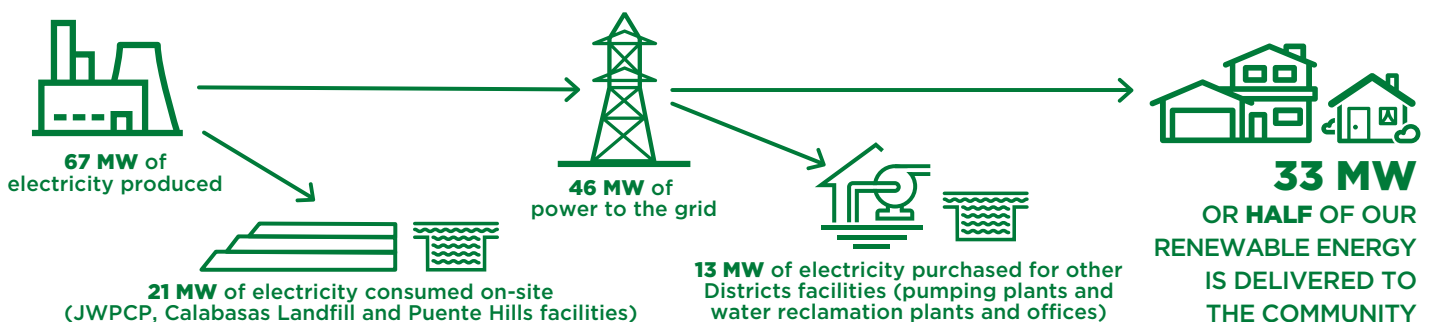 67 MW of
electricity produced
21 MW of electricity consumed on-site
(JWPCP, Calabasas Landfill and Puente Hills facilities)
46 MW of
power to the grid
13 MW of electricity purchased for other
Districts facilities (pumping plants and
water reclamation plants and offices)
33 MW
OR HALF OF OUR
RENEWABLE ENERGY
IS DELIVERED TO
THE COMMUNITY